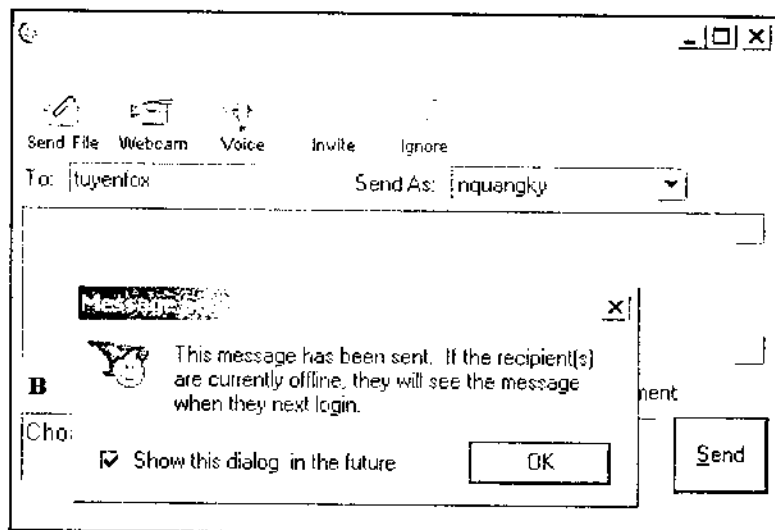 Send File Webcam Voice Invite Ignore
To: tuyenfox Send As: nquangky
Message
This message has been sent. If the recipient(s)
are currently offline, they will see the message
when they next login.
B
Show this dialog in the future OK
Send